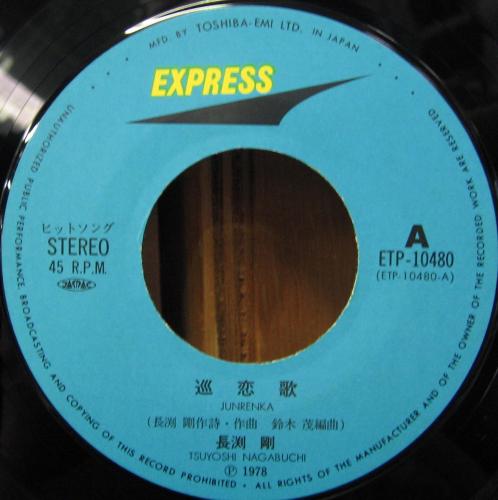 MFD. BY TOSHIBA-EMI LTD. IN JAPAN
EXPRESS
ヒットソング
STEREO
45 R.P.M.
A
ETP-10480
(ETP-10480-A)
巡恋歌
JUNRENKA
(長渕 剛作詩・作曲 鈴木 茂編曲)
長渕 剛
TSUYOSHI NAGABUCHI
Ⓟ 1978
UNAUTHORIZED PUBLIC PERFORMANCE, BROADCASTING AND COPYING OF THIS RECORD PROHIBITED • ALL RIGHTS OF THE MANUFACTURER AND OF THE OWNER OF THE RECORDED WORK ARE RESERVED